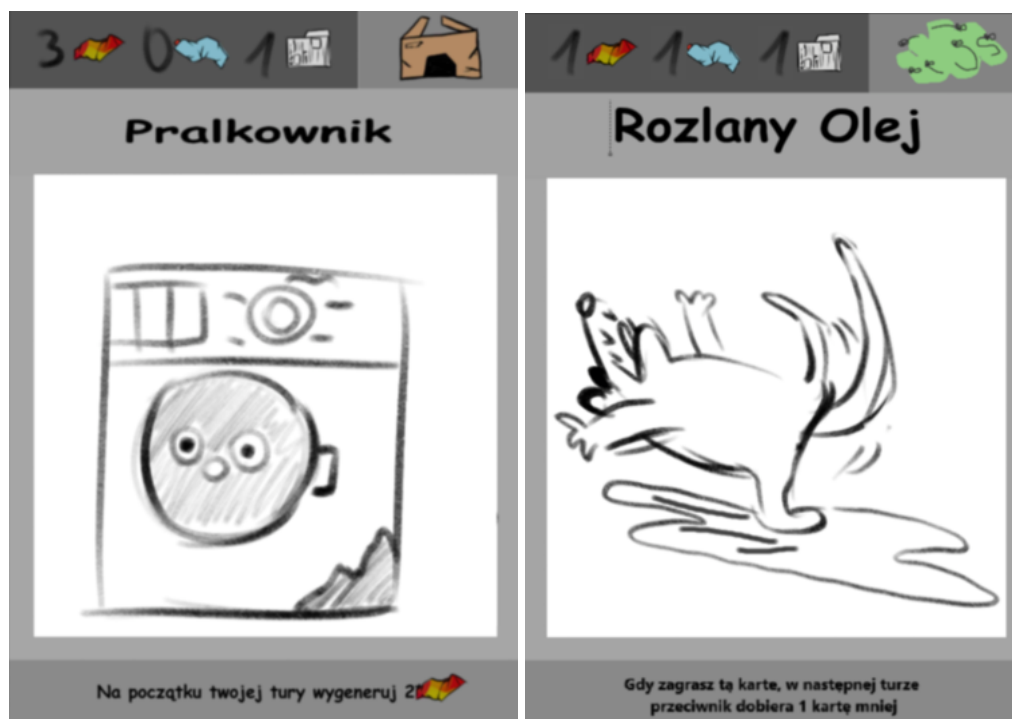 3 0 1
Pralkownik
Na początku twojej tury wygeneruj 2
1 1 1
Rozlany Olej
Gdy zagrasz tą karte, w następnej turze
przeciwnik dobiera 1 kartę mniej